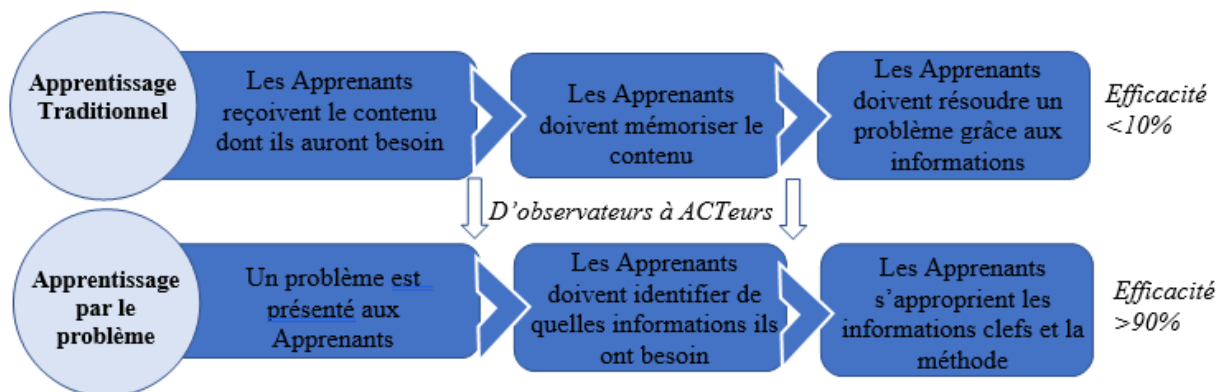 Apprentissage
Traditionnel
Les Apprenants
reçoivent le contenu
dont ils auront besoin
Les Apprenants
doivent mémoriser le
contenu
Les Apprenants
doivent résoudre un
problème grâce aux
informations
Efficacité
<10%
D'observateurs à ACTeurs
Apprentissage
par le
problème
Un problème est
présenté aux
Apprenants
Les Apprenants
doivent identifier de
quelles informations ils
ont besoin
Les Apprenants
s'approprient les
informations clefs et la
méthode
Efficacité
>90%